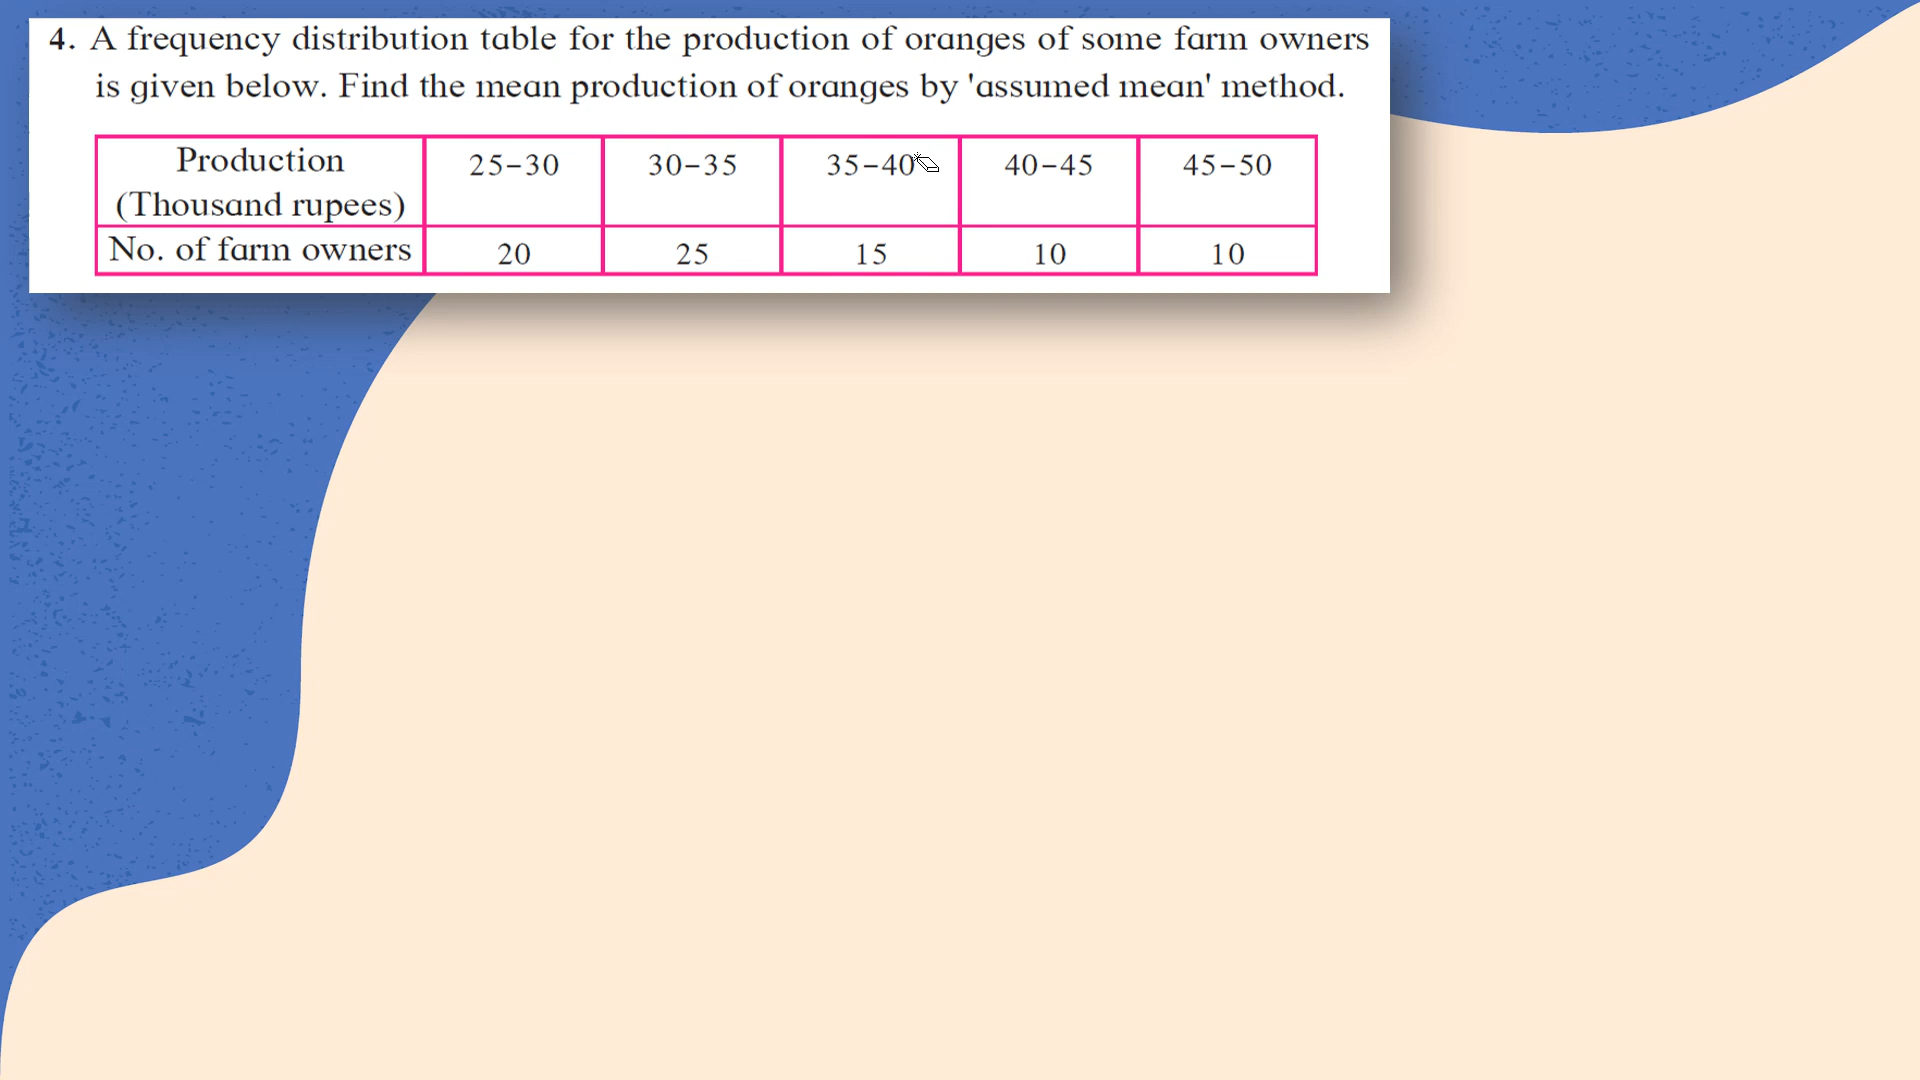 4. A frequency distribution table for the production of oranges of some farm owners
is given below. Find the mean production of oranges by 'assumed mean' method.
Production (Thousand rupees) 25-30 30-35 35-40 40-45 45-50
No. of farm owners 20 25 15 10 10